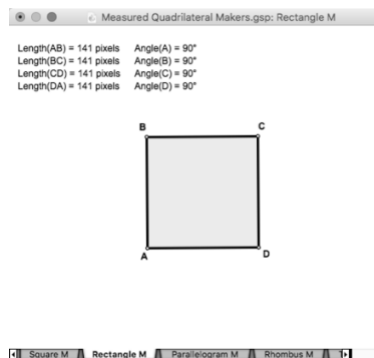 Measured Quadrilateral Makers.gsp: Rectangle M
Length(AB) = 141 pixels Angle(A) = 90°
Length(BC) = 141 pixels Angle(B) = 90°
Length(CD) = 141 pixels Angle(C) = 90°
Length(DA) = 141 pixels Angle(D) = 90°
B C
A D
Square M Rectangle M Parallelogram M Rhombus M